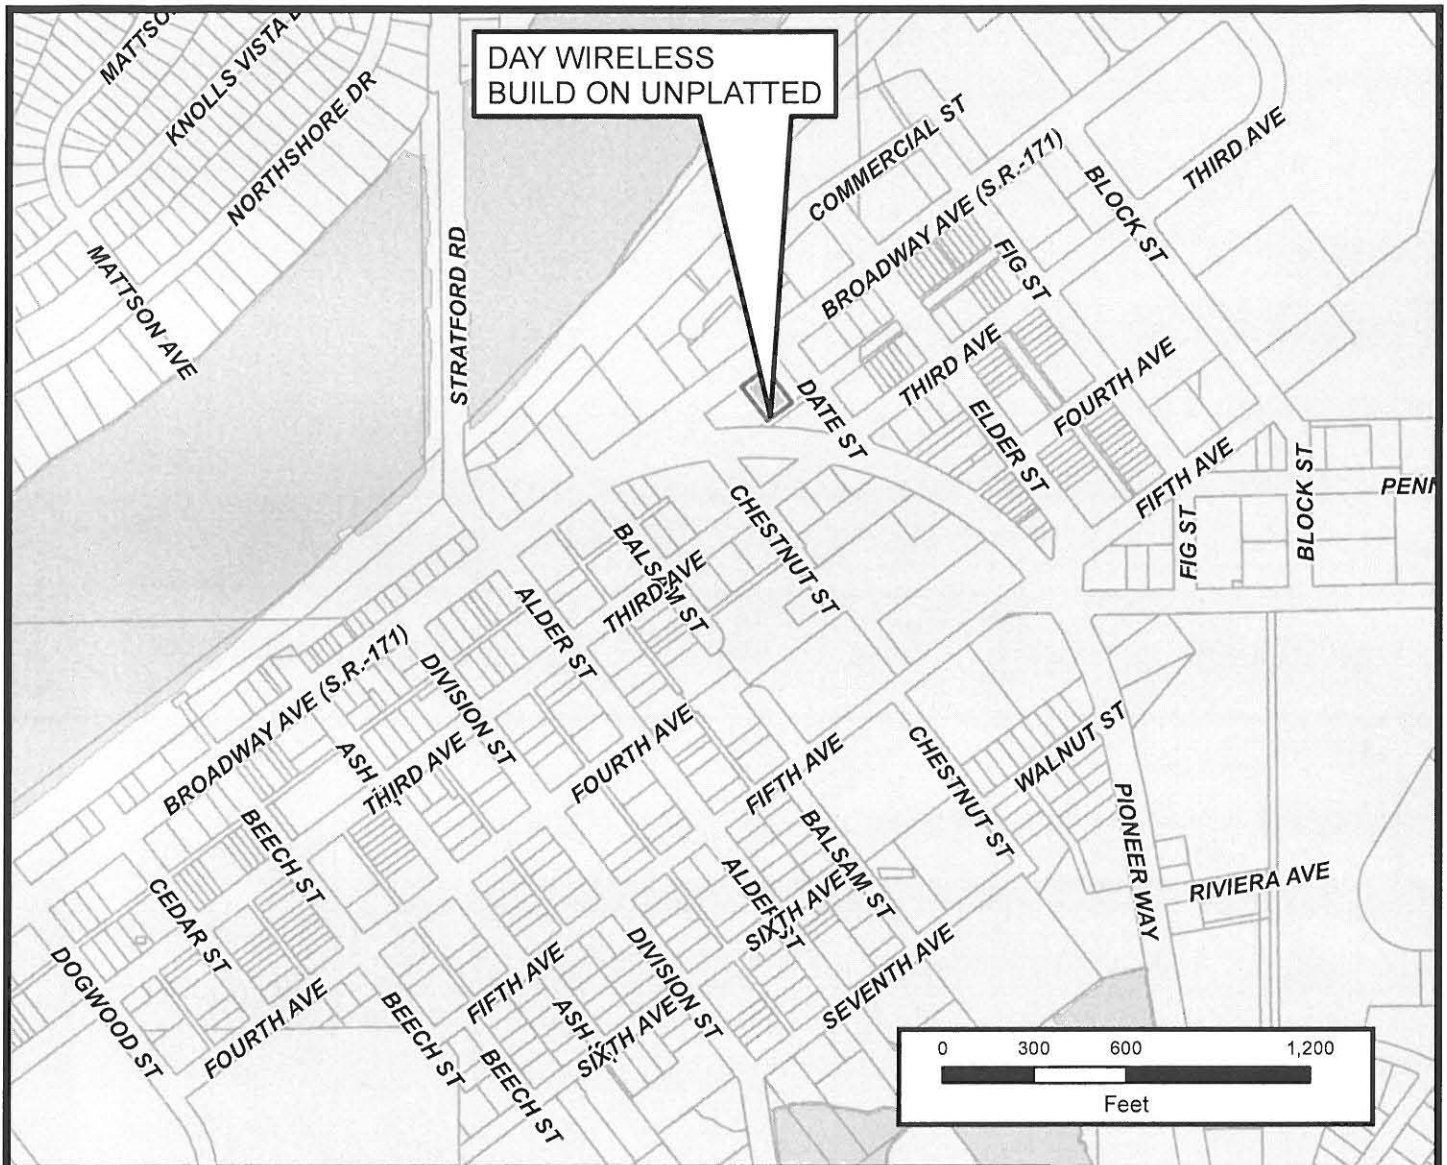 MATTSO
KNOLLS VISTA
NORTHSHORE DR
MATTSON AVE
STRATFORD RD
DAY WIRELESS
BUILD ON UNPLATTED
COMMERCIAL ST
BROADWAY AVE (S.R.-171)
THIRD AVE
BLOCK ST
FIG ST
THIRD AVE
DATE ST
ELDER ST
FOURTH AVE
FIFTH AVE
FIG ST
BLOCK ST
PENN
CHESTNUT ST
BALSAM ST
THIRD AVE
ALDER ST
DIVISION ST
BROADWAY AVE (S.R.-171)
ASH
THIRD AVE
FOURTH AVE
FIFTH AVE
CHESTNUT ST
WALNUT ST
PIONEER WAY
RIVIERA AVE
BEECH ST
CEDAR ST
DOGWOOD ST
FOURTH AVE
BEECH ST
BEECH ST
FIFTH AVE
ASH
SIXTH AVE
DIVISION ST
ALDER ST
SIXTH AVE
BALSAM ST
SEVENTH AVE
0 300 600 1,200
Feet